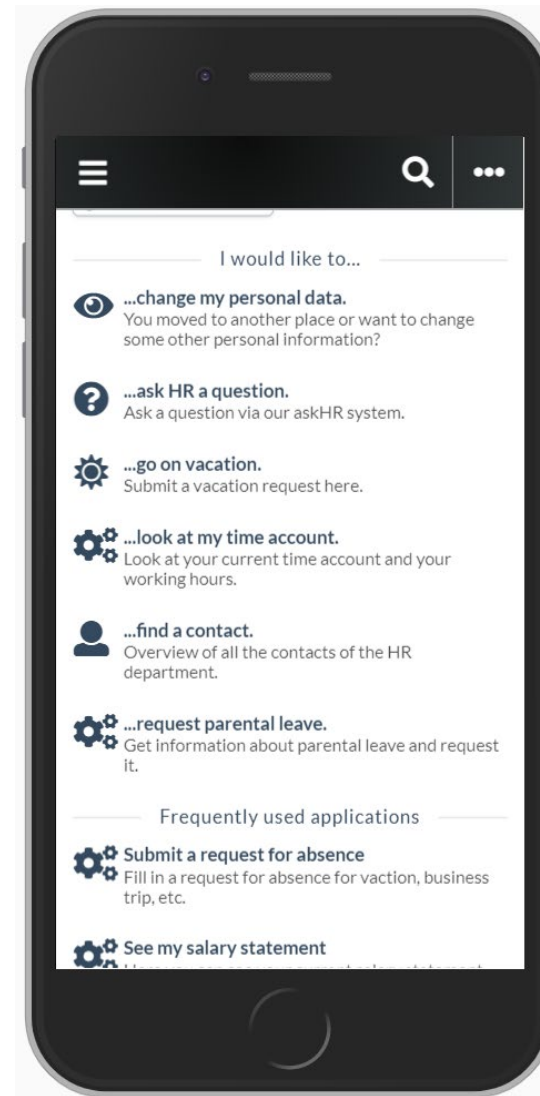 I would like to...
...change my personal data.
You moved to another place or want to change
some other personal information?
...ask HR a question.
Ask a question via our askHR system.
...go on vacation.
Submit a vacation request here.
...look at my time account.
Look at your current time account and your
working hours.
...find a contact.
Overview of all the contacts of the HR
department.
...request parental leave.
Get information about parental leave and request
it.
Frequently used applications
Submit a request for absence
Fill in a request for absence for vaction, business
trip, etc.
See my salary statement